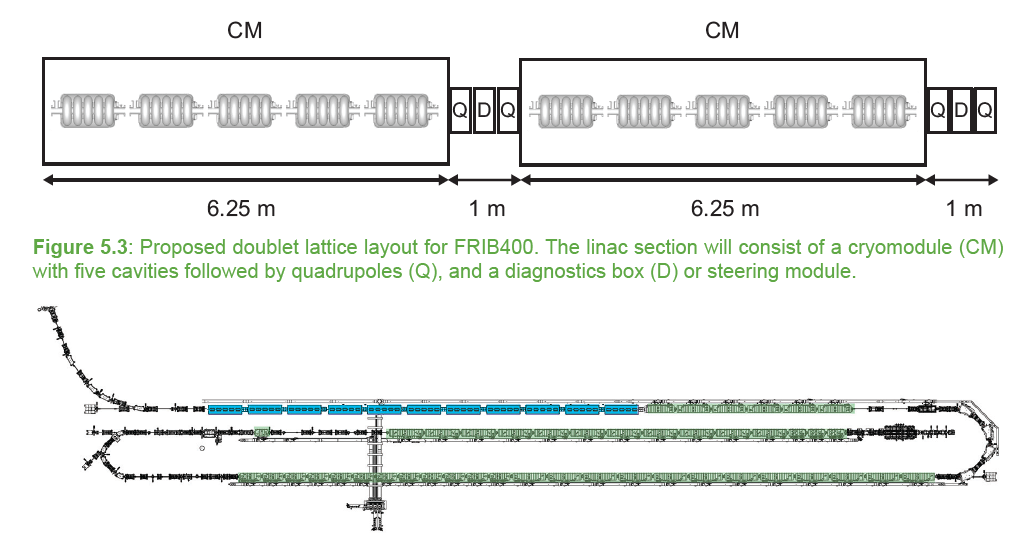 CM CM
Q D Q Q D Q
6.25 m 1 m 6.25 m 1 m
Figure 5.3: Proposed doublet lattice layout for FRIB400. The linac section will consist of a cryomodule (CM)
with five cavities followed by quadrupoles (Q), and a diagnostics box (D) or steering module.